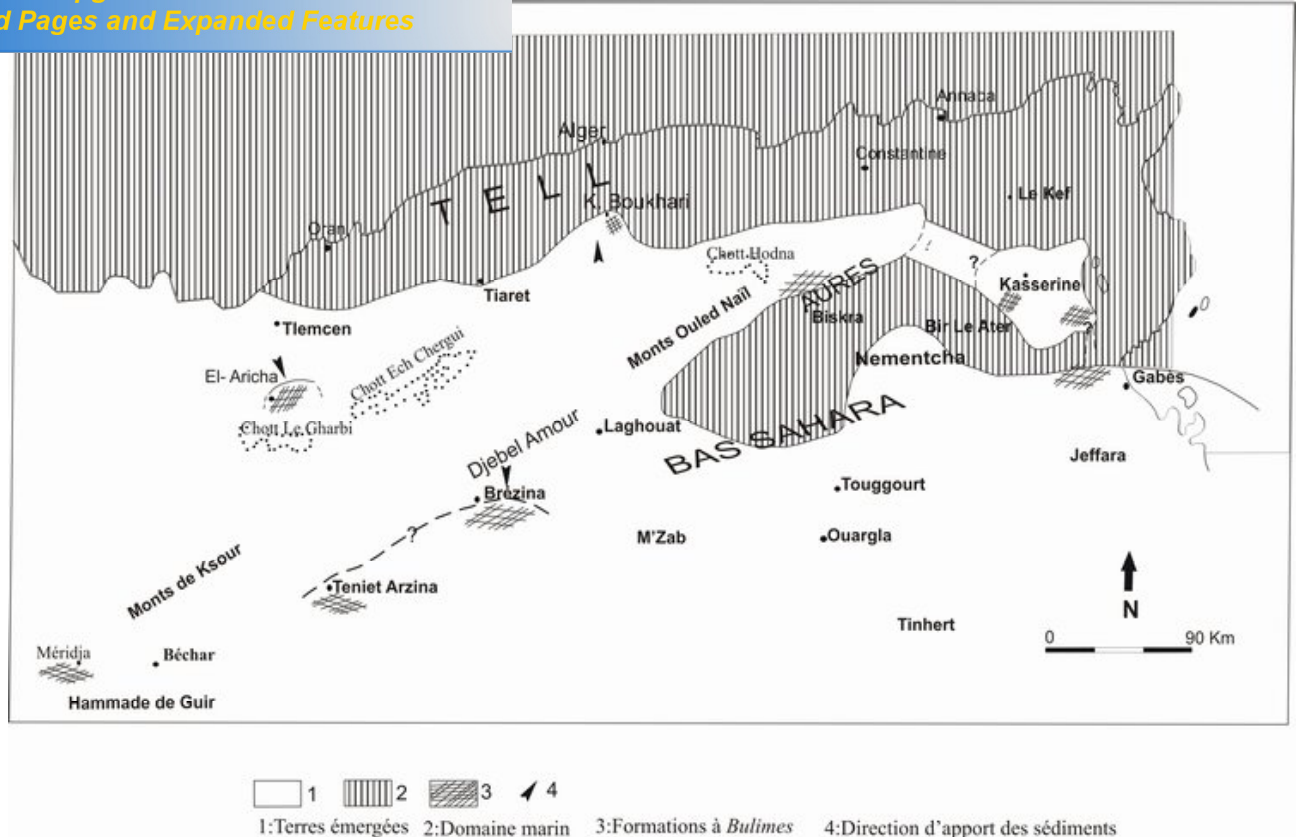 d Pages and Expanded Features
Annaba
Alger
Constantine
TELL
Le Kef
K. Boukhari
Oran
Chott Hodna
?
AURES
Kasserine
Tiaret
Monts Ouled Naïl
Biskra
Bir Le Ater
?
Tlemcen
Chott Ech Chergui
Nementcha
El- Aricha
Gabès
Chott Le Gharbi
Djebel Amour
Laghouat
BAS SAHARA
Jeffara
Brézina
Touggourt
?
M'Zab
Ouargla
Monts de Ksour
Teniet Arzina
N
Tinhert
0 90 Km
Méridja
Béchar
Hammade de Guir
1 2 3 4
1:Terres émergées 2:Domaine marin 3:Formations à Bulimes 4:Direction d'apport des sédiments